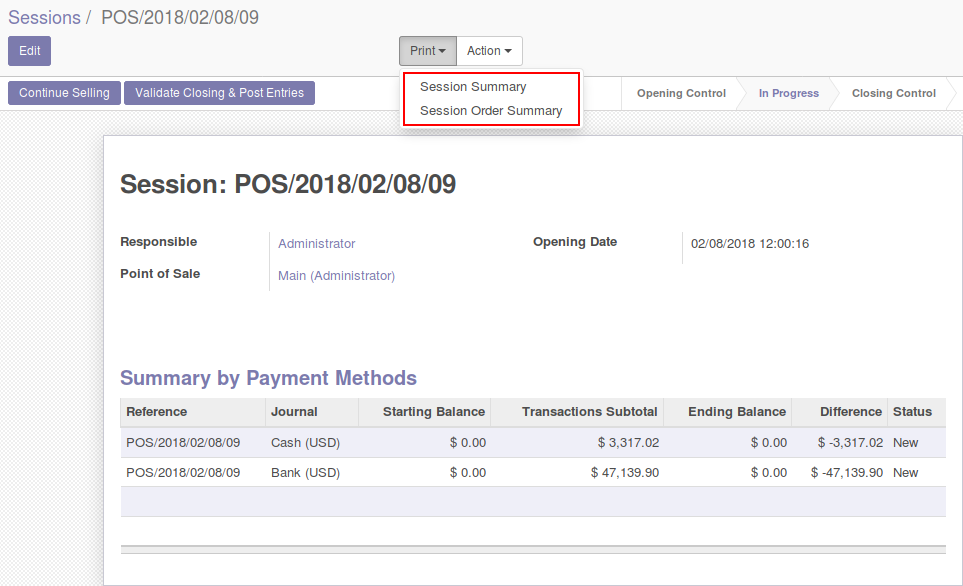 Sessions / POS/2018/02/08/09
Edit Print Action
Session Summary
Session Order Summary
Continue Selling Validate Closing & Post Entries Opening Control In Progress Closing Control
Session: POS/2018/02/08/09
Responsible Administrator Opening Date 02/08/2018 12:00:16
Point of Sale Main (Administrator)
Summary by Payment Methods
Reference Journal Starting Balance Transactions Subtotal Ending Balance Difference Status
POS/2018/02/08/09 Cash (USD) $ 0.00 $ 3,317.02 $ 0.00 $ -3,317.02 New
POS/2018/02/08/09 Bank (USD) $ 0.00 $ 47,139.90 $ 0.00 $ -47,139.90 New